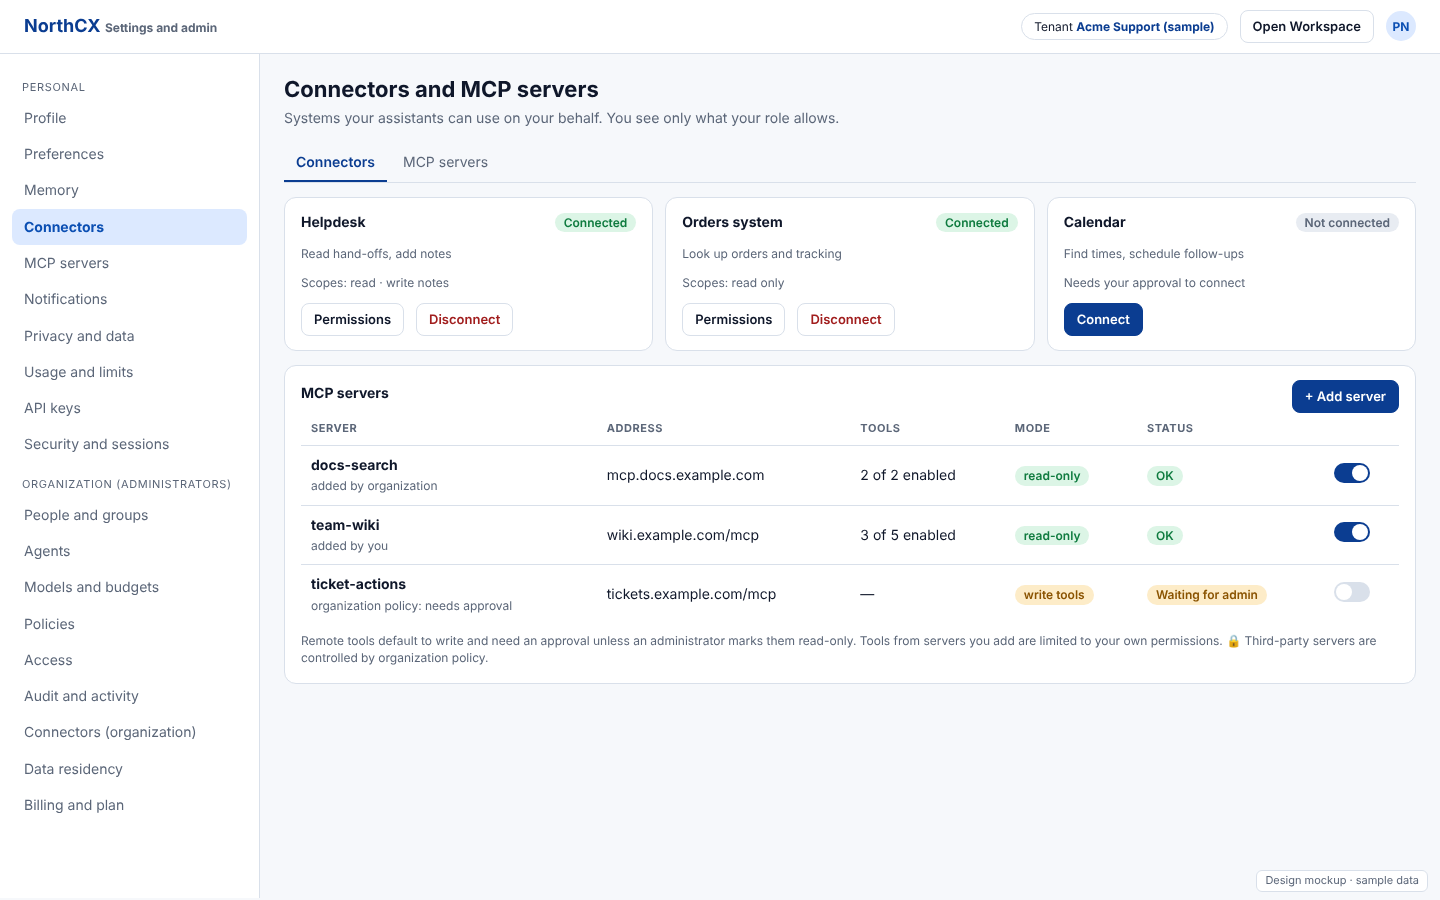 NorthCX Settings and admin
Tenant Acme Support (sample)
Open Workspace
PN
PERSONAL
Profile
Preferences
Memory
Connectors
MCP servers
Notifications
Privacy and data
Usage and limits
API keys
Security and sessions
ORGANIZATION (ADMINISTRATORS)
People and groups
Agents
Models and budgets
Policies
Access
Audit and activity
Connectors (organization)
Data residency
Billing and plan
Connectors and MCP servers
Systems your assistants can use on your behalf. You see only what your role allows.
Connectors MCP servers
Helpdesk Connected
Read hand-offs, add notes
Scopes: read · write notes
Permissions Disconnect
Orders system Connected
Look up orders and tracking
Scopes: read only
Permissions Disconnect
Calendar Not connected
Find times, schedule follow-ups
Needs your approval to connect
Connect
MCP servers
+ Add server
SERVER ADDRESS TOOLS MODE STATUS
docs-search
added by organization
mcp.docs.example.com 2 of 2 enabled read-only OK
team-wiki
added by you
wiki.example.com/mcp 3 of 5 enabled read-only OK
ticket-actions
organization policy: needs approval
tickets.example.com/mcp — write tools Waiting for admin
Remote tools default to write and need an approval unless an administrator marks them read-only. Tools from servers you add are limited to your own permissions. 🔒 Third-party servers are
controlled by organization policy.
Design mockup · sample data